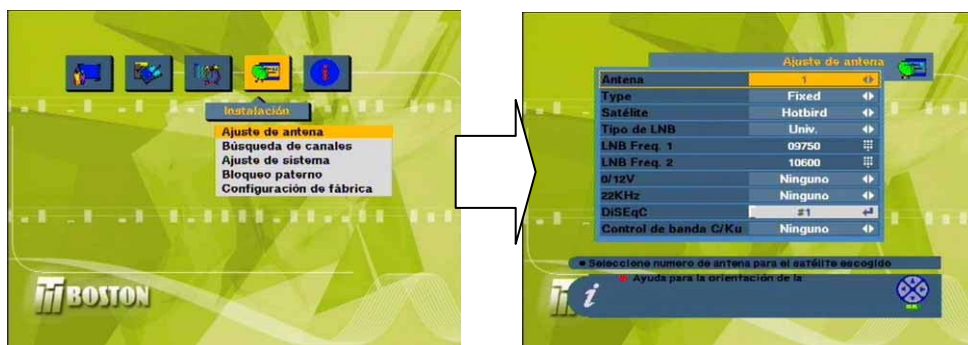 Instalación
Ajuste de antena
Búsqueda de canales
Ajuste de sistema
Bloqueo paterno
Configuración de fábrica
BOSTON
Ajuste de antena
Antena 1
Type Fixed
Satélite Hotbird
Tipo de LNB Univ.
LNB Freq. 1 09750
LNB Freq. 2 10600
0/12V Ninguno
22KHz Ninguno
DiSEqC #1
Control de banda C/Ku Ninguno
Seleccione numero de antena para el satélite escogido
Ayuda para la orientación de la